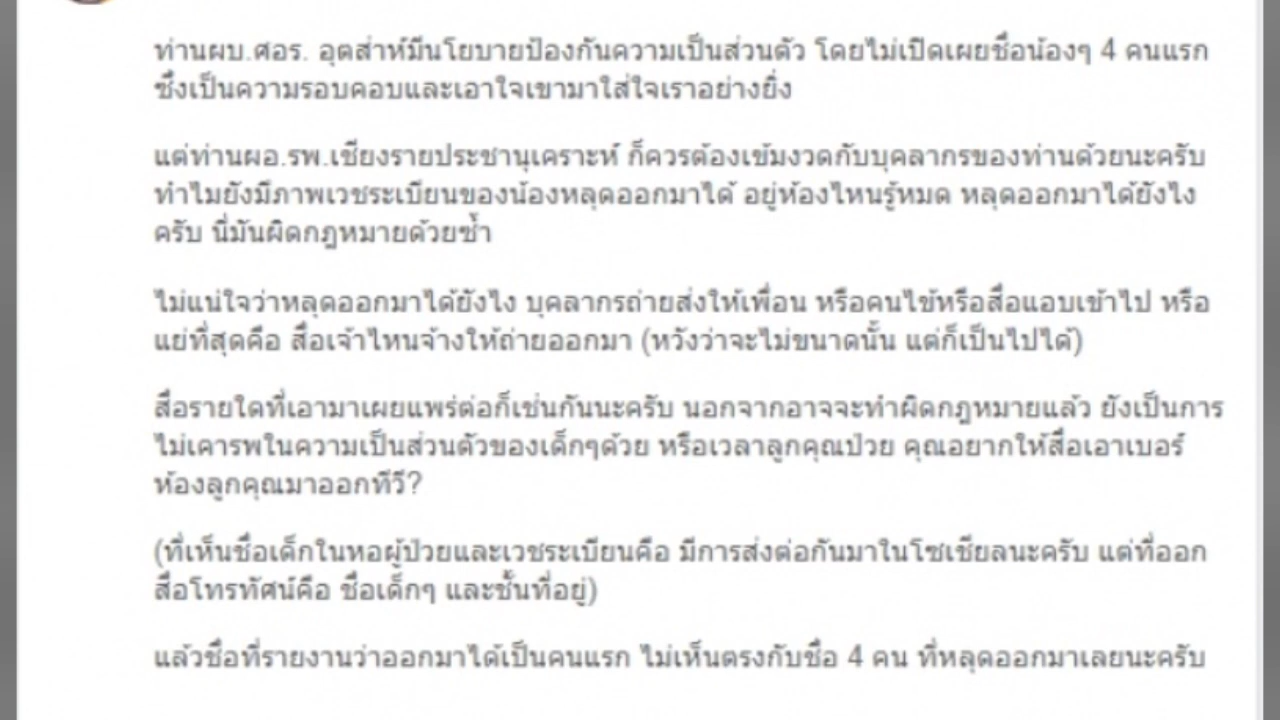 ท่านผบ.ศอร. อุตส่าห์มีนโยบายป้องกันความเป็นส่วนตัว โดยไม่เปิดเผยชื่อน้องๆ 4 คนแรก
ซึ่งเป็นความรอบคอบและเอาใจเขามาใส่ใจเราอย่างยิ่ง
แต่ท่านผอ.รพ.เชียงรายประชานุเคราะห์ ก็ควรต้องเข้มงวดกับบุคลากรของท่านด้วยนะครับ
ทำไมยังมีภาพเวชระเบียนของน้องหลุดออกมาได้ อยู่ห้องไหนรู้หมด หลุดออกมาได้ยังไง
ครับ นี่มันผิดกฎหมายด้วยซ้ำ
ไม่แน่ใจว่าหลุดออกมาได้ยังไง บุคลากรถ่ายส่งให้เพื่อน หรือคนไข้หรือสื่อแอบเข้าไป หรือ
แย่ที่สุดคือ สื่อเจ้าไหนจ้างให้ถ่ายออกมา (หวังว่าจะไม่ขนาดนั้น แต่ก็เป็นไปได้)
สื่อรายใดที่เอามาเผยแพร่ต่อก็เช่นกันนะครับ นอกจากอาจจะทำผิดกฎหมายแล้ว ยังเป็นการ
ไม่เคารพในความเป็นส่วนตัวของเด็กๆด้วย หรือเวลาลูกคุณป่วย คุณอยากให้สื่อเอาเบอร์
ห้องลูกคุณมาออกทีวี?
(ที่เห็นชื่อเด็กในหอผู้ป่วยและเวชระเบียนคือ มีการส่งต่อกันมาในโซเชียลนะครับ แต่ที่ออก
สื่อโทรทัศน์คือ ชื่อเด็กๆ และชั้นที่อยู่)
แล้วชื่อที่รายงานว่าออกมาได้เป็นคนแรก ไม่เห็นตรงกับชื่อ 4 คน ที่หลุดออกมาเลยนะครับ